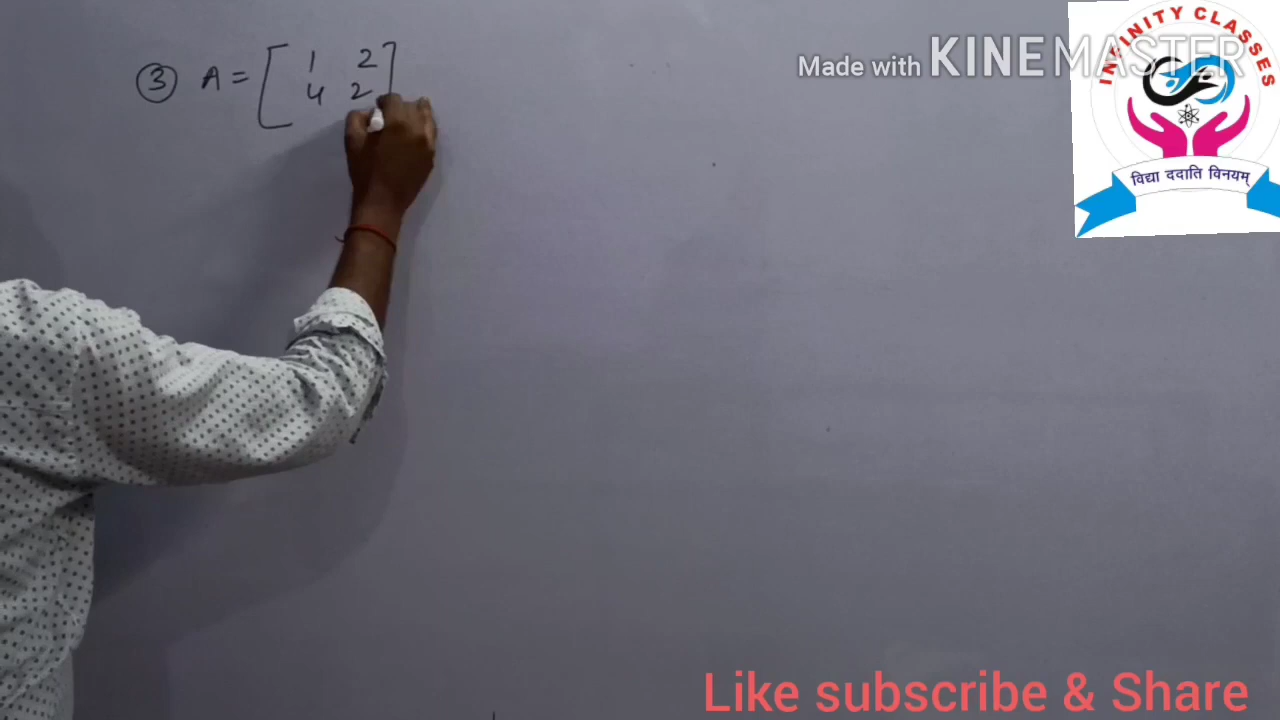 ③ A = [ 1 2 ]
4 2
Made with KINEMASTER
INFINITY CLASSES
विद्या ददाति विनयम्
Like subscribe & Share